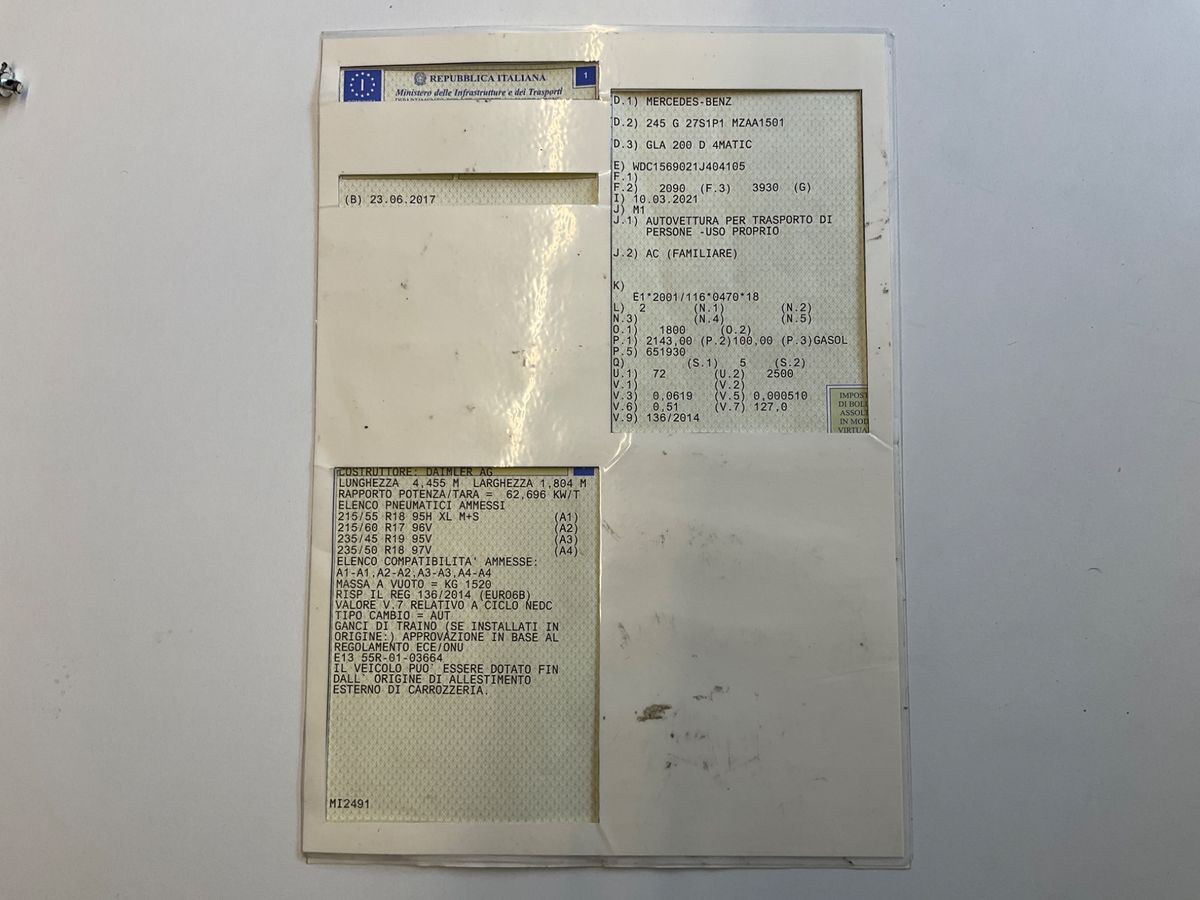 REPUBBLICA ITALIANA
1
Ministero delle Infrastrutture e dei Trasporti
(B) 23.06.2017
D.1) MERCEDES-BENZ
D.2) 245 G 27S1P1 MZAA1501
D.3) GLA 200 D 4MATIC
E) WDC1569021J404105
F.1)
F.2) 2090 (F.3) 3930 (G)
I) 10.03.2021
J) M1
J.1) AUTOVETTURA PER TRASPORTO DI
PERSONE -USO PROPRIO
J.2) AC (FAMILIARE)
K)
E1*2001/116*0470*18
L) 2 (N.1) (N.2)
N.3) (N.4) (N.5)
O.1) 1800 (O.2)
P.1) 2143,00 (P.2)100,00 (P.3)GASOL
P.5) 651930
Q) (S.1) 5 (S.2)
U.1) 72 (U.2) 2500
V.1) (V.2)
V.3) 0,0619 (V.5) 0,000510
V.6) 0,51 (V.7) 127,0
V.9) 136/2014
IMPOST
DI BOLL
ASSOLT
IN MOD
VIRTUA
COSTRUTTORE: DAIMLER AG
LUNGHEZZA 4,455 M LARGHEZZA 1,804 M
RAPPORTO POTENZA/TARA = 62,696 KW/T
ELENCO PNEUMATICI AMMESSI
215/55 R18 95H XL M+S (A1)
215/60 R17 96V (A2)
235/45 R19 95V (A3)
235/50 R18 97V (A4)
ELENCO COMPATIBILITA' AMMESSE:
A1-A1,A2-A2,A3-A3,A4-A4
MASSA A VUOTO = KG 1520
RISP IL REG 136/2014 (EURO6B)
VALORE V.7 RELATIVO A CICLO NEDC
TIPO CAMBIO = AUT
GANCI DI TRAINO (SE INSTALLATI IN
ORIGINE:) APPROVAZIONE IN BASE AL
REGOLAMENTO ECE/ONU
E13 55R-01-03664
IL VEICOLO PUO' ESSERE DOTATO FIN
DALL' ORIGINE DI ALLESTIMENTO
ESTERNO DI CARROZZERIA.
MI2491